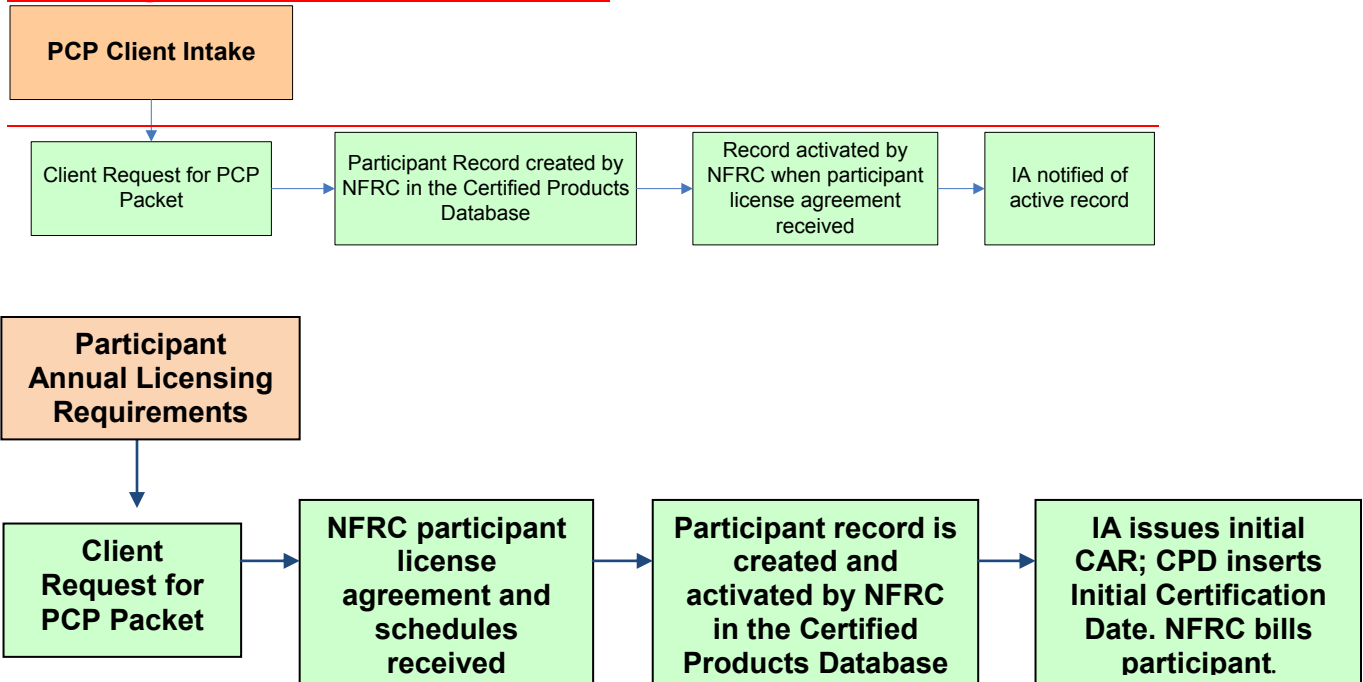 PCP Client Intake
Client Request for PCP
Packet
Participant Record created by
NFRC in the Certified Products
Database
Record activated by
NFRC when participant
license agreement
received
IA notified of
active record
Participant
Annual Licensing
Requirements
Client
Request for
PCP Packet
NFRC participant
license
agreement and
schedules
received
Participant record is
created and
activated by NFRC
in the Certified
Products Database
IA issues initial
CAR; CPD inserts
Initial Certification
Date. NFRC bills
participant.